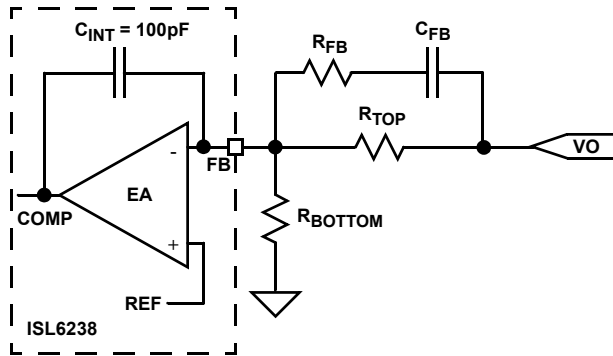 C_INT = 100pF
R_FB
C_FB
R_TOP
VO
-
FB
EA
COMP
R_BOTTOM
+
REF
ISL6238